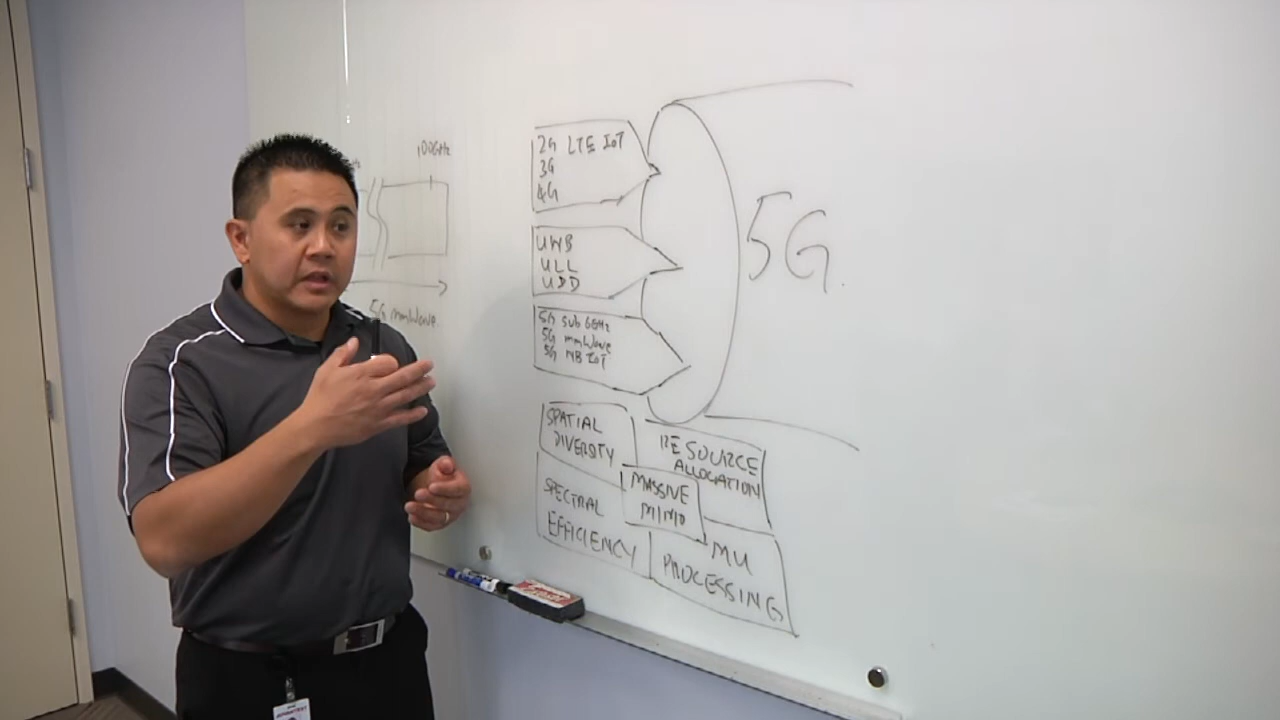 100GHz
5G mmWave
2G LTE IoT
3G
4G
UWB
ULL
UDD
5G SUB 6GHz
5G mmWave
5G NB IoT
5G
SPATIAL
DIVERSITY
RESOURCE
ALLOCATION
MASSIVE
MIMO
SPECTRAL
EFFICIENCY
MU
PROCESSING
ADVANTEST